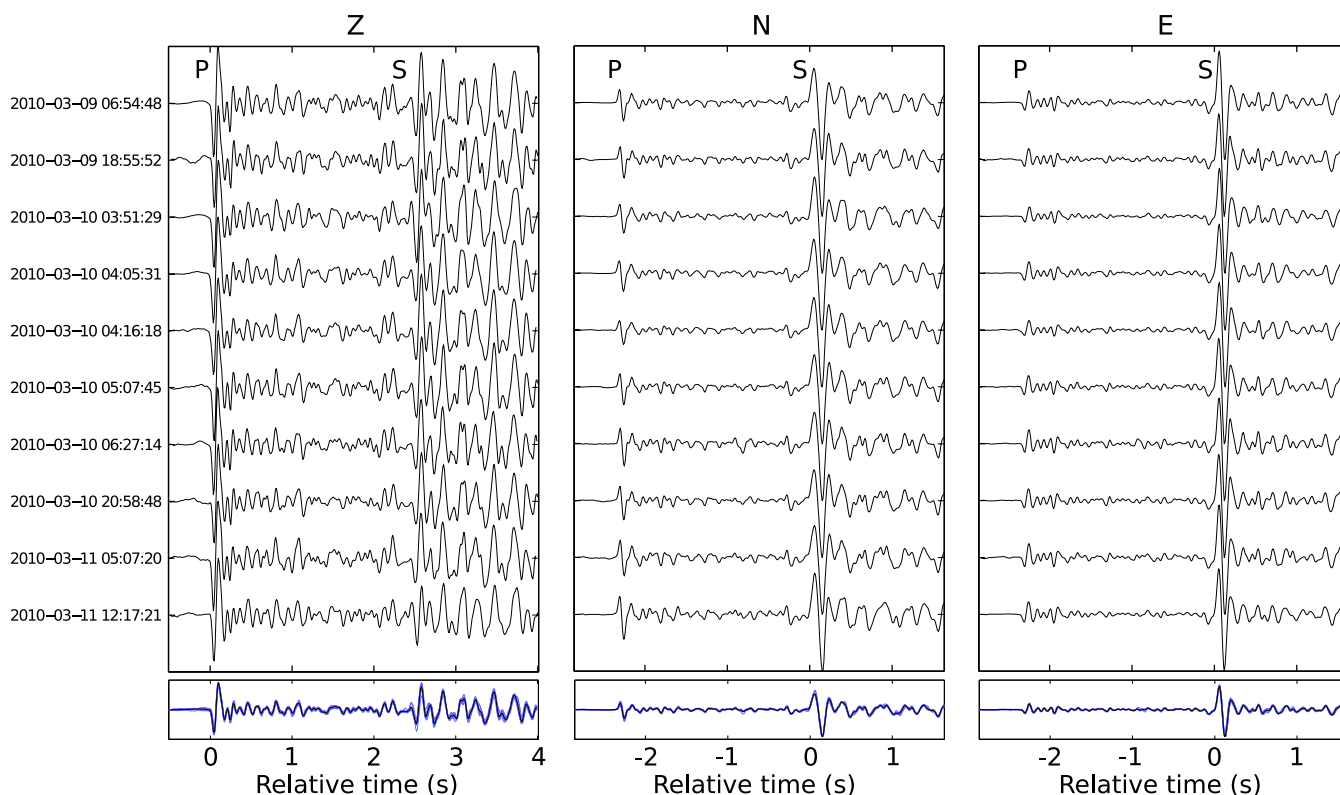 Z N E
P S P S P S
2010−03−09 06:54:48
2010−03−09 18:55:52
2010−03−10 03:51:29
2010−03−10 04:05:31
2010−03−10 04:16:18
2010−03−10 05:07:45
2010−03−10 06:27:14
2010−03−10 20:58:48
2010−03−11 05:07:20
2010−03−11 12:17:21
0 1 2 3 4 -2 -1 0 1 -2 -1 0 1
Relative time (s) Relative time (s) Relative time (s)